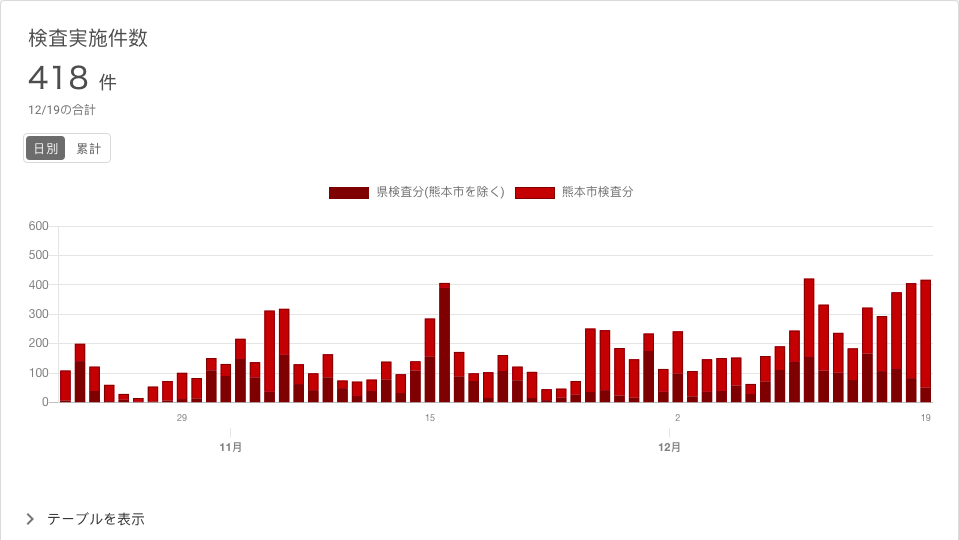 検査実施件数
418 件
12/19の合計
日別 累計
県検査分(熊本市を除く) 熊本市検査分
600
500
400
300
200
100
0
29 15 2 19
11月 12月
テーブルを表示